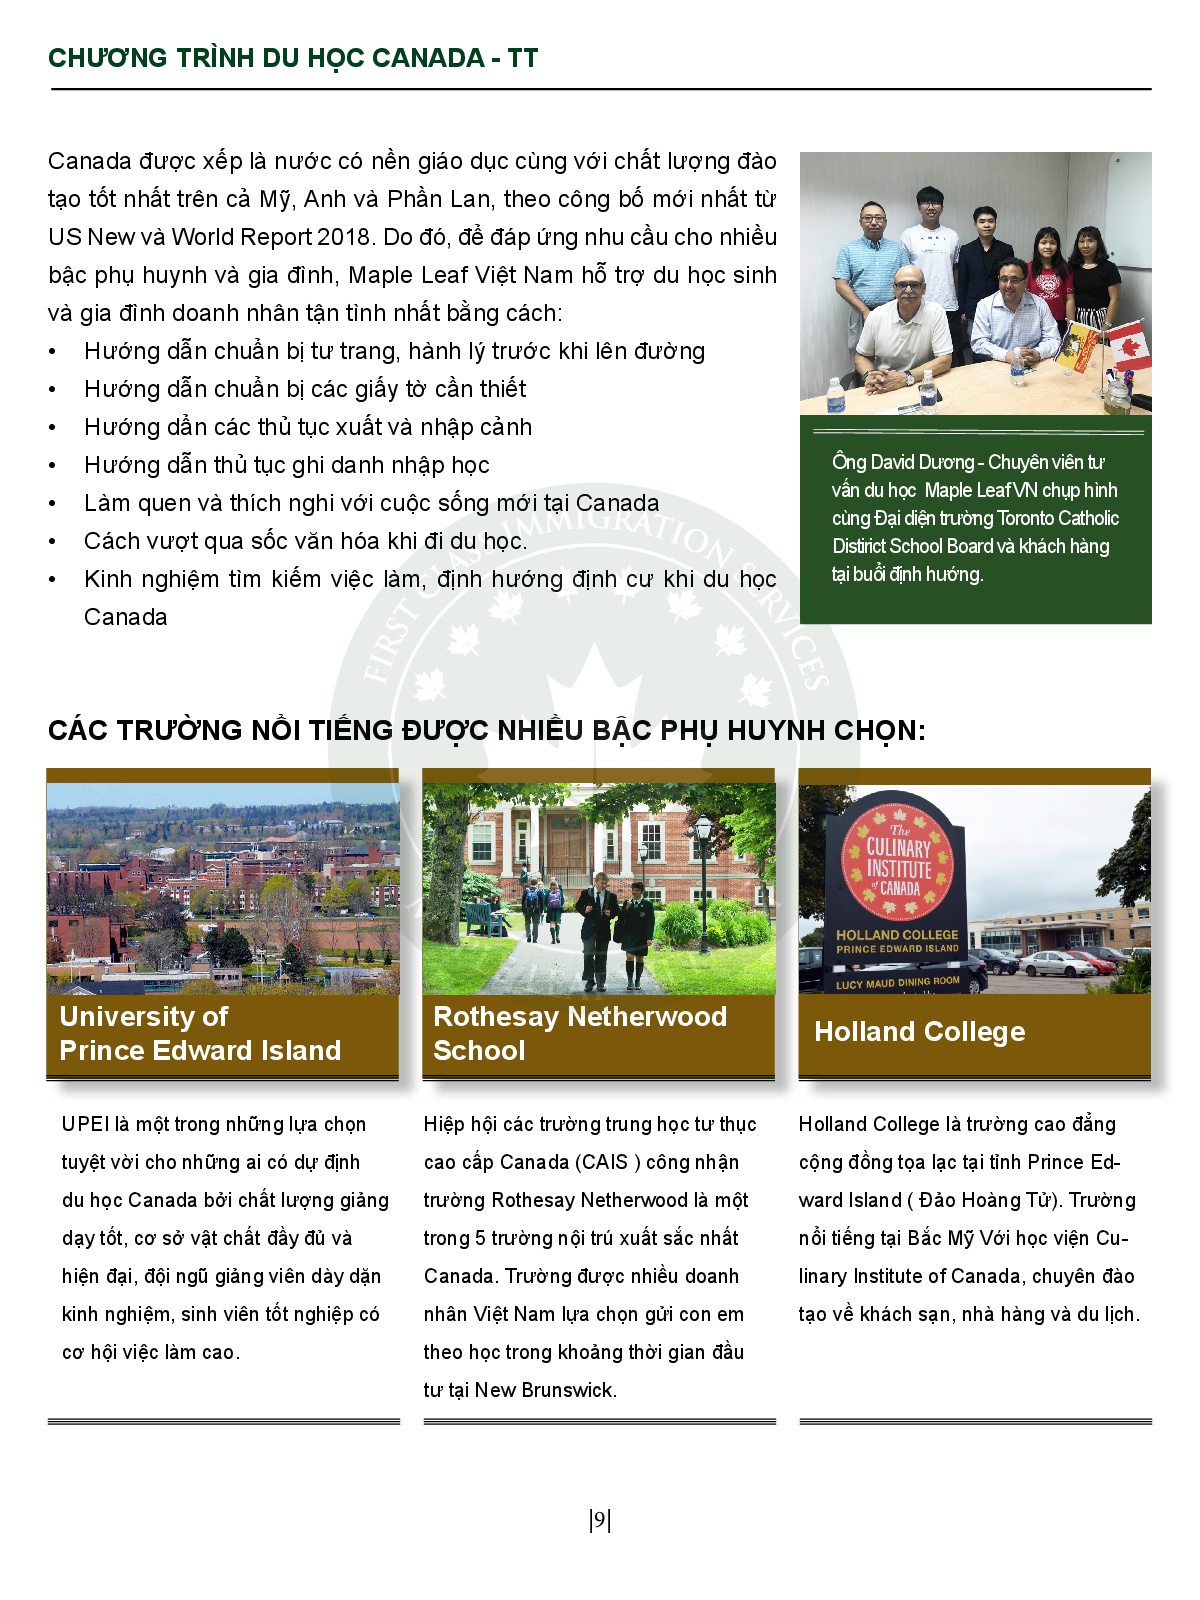 CHƯƠNG TRÌNH DU HỌC CANADA - TT
Canada được xếp là nước có nền giáo dục cùng với chất lượng đào
tạo tốt nhất trên cả Mỹ, Anh và Phần Lan, theo công bố mới nhất từ
US New và World Report 2018. Do đó, để đáp ứng nhu cầu cho nhiều
bậc phụ huynh và gia đình, Maple Leaf Việt Nam hỗ trợ du học sinh
và gia đình doanh nhân tận tình nhất bằng cách:
• Hướng dẫn chuẩn bị tư trang, hành lý trước khi lên đường
• Hướng dẫn chuẩn bị các giấy tờ cần thiết
• Hướng dẩn các thủ tục xuất và nhập cảnh
• Hướng dẫn thủ tục ghi danh nhập học
• Làm quen và thích nghi với cuộc sống mới tại Canada
• Cách vượt qua sốc văn hóa khi đi du học.
• Kinh nghiệm tìm kiếm việc làm, định hướng định cư khi du học
Canada
Ông David Dương - Chuyên viên tư
vấn du học Maple Leaf VN chụp hình
cùng Đại diện trường Toronto Catholic
Distirict School Board và khách hàng
tại buổi định hướng.
FIRST CLASS IMMIGRATION SERVICES
CÁC TRƯỜNG NỔI TIẾNG ĐƯỢC NHIỀU BẬC PHỤ HUYNH CHỌN:
The
CULINARY
INSTITUTE
of CANADA
HOLLAND COLLEGE
PRINCE EDWARD ISLAND
LUCY MAUD DINING ROOM
University of
Prince Edward Island
Rothesay Netherwood
School
Holland College
UPEI là một trong những lựa chọn
tuyệt vời cho những ai có dự định
du học Canada bởi chất lượng giảng
dạy tốt, cơ sở vật chất đầy đủ và
hiện đại, đội ngũ giảng viên dày dặn
kinh nghiệm, sinh viên tốt nghiệp có
cơ hội việc làm cao.
Hiệp hội các trường trung học tư thục
cao cấp Canada (CAIS ) công nhận
trường Rothesay Netherwood là một
trong 5 trường nội trú xuất sắc nhất
Canada. Trường được nhiều doanh
nhân Việt Nam lựa chọn gửi con em
theo học trong khoảng thời gian đầu
tư tại New Brunswick.
Holland College là trường cao đẳng
cộng đồng tọa lạc tại tỉnh Prince Ed-
ward Island ( Đảo Hoàng Tử). Trường
nổi tiếng tại Bắc Mỹ Với học viện Cu-
linary Institute of Canada, chuyên đào
tạo về khách sạn, nhà hàng và du lịch.
|9|